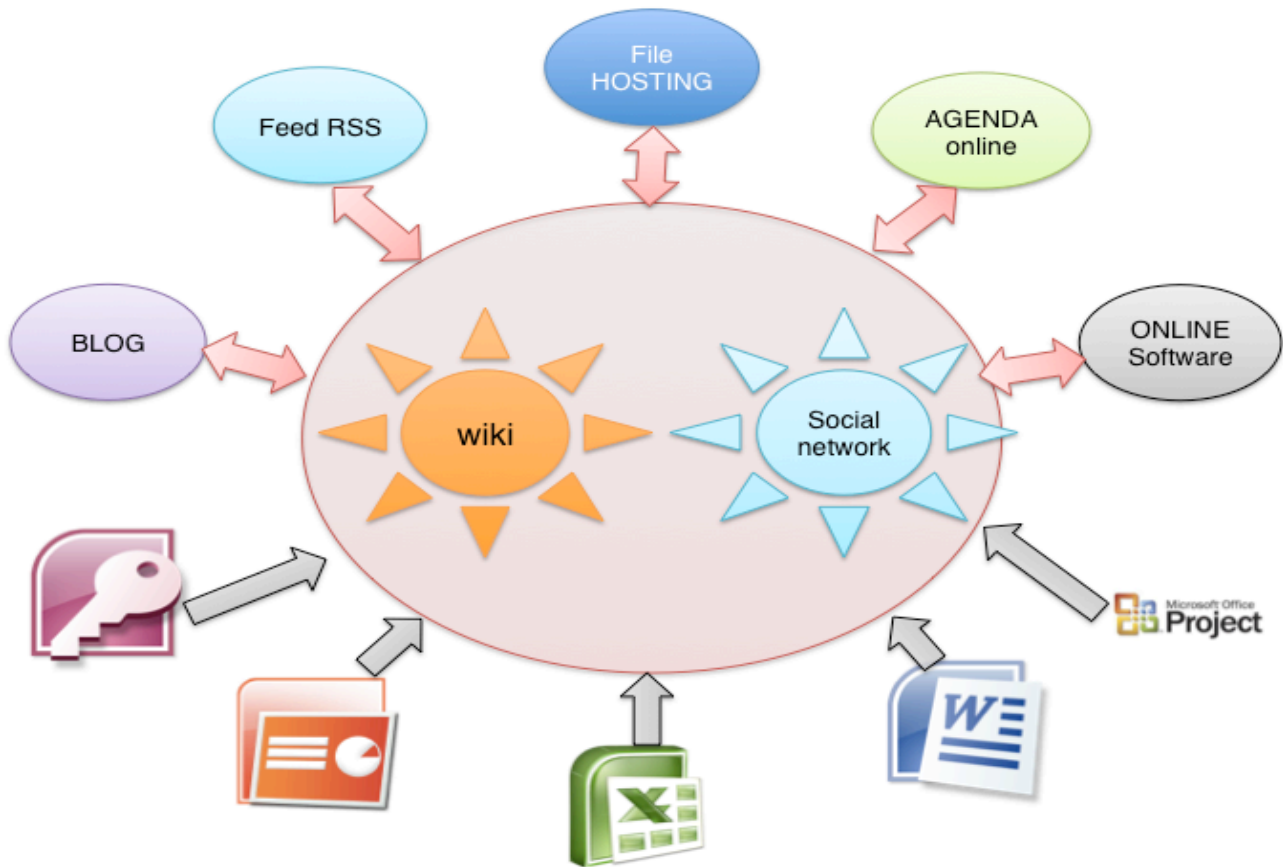 File
HOSTING
Feed RSS
AGENDA
online
BLOG
ONLINE
Software
wiki
Social
network
Microsoft Office
Project
W
X